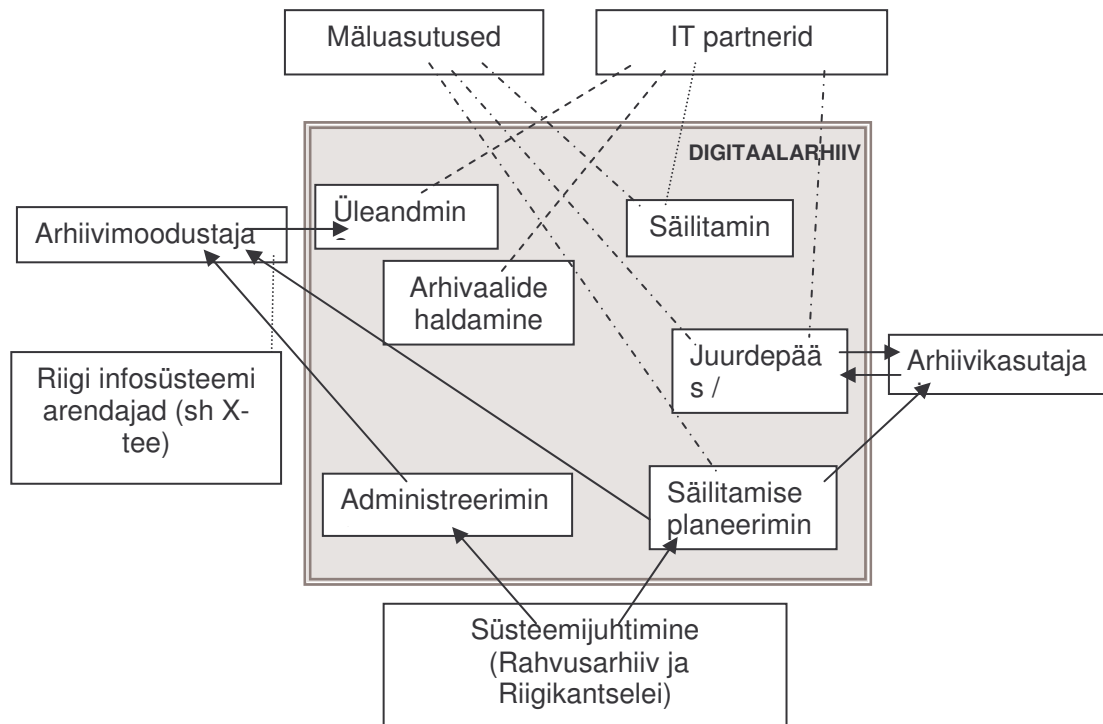 Mäluasutused
IT partnerid
DIGITAALARHIIV
Üleandmin
Säilitamin
Arhiivimoodustaja
Arhivaalide
haldamine
Juurdepää
s /
Arhiivikasutaja
Riigi infosüsteemi
arendajad (sh X-
tee)
Administreerimin
Säilitamise
planeerimin
Süsteemijuhtimine
(Rahvusarhiiv ja
Riigikantselei)